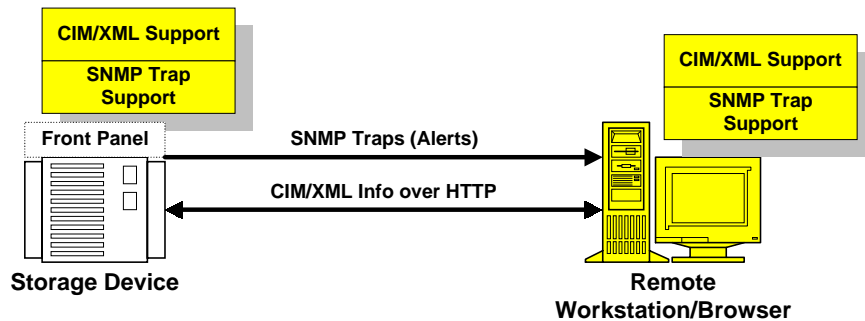 CIM/XML Support
SNMP Trap
Support
Front Panel
Storage Device
SNMP Traps (Alerts)
CIM/XML Info over HTTP
CIM/XML Support
SNMP Trap
Support
Remote
Workstation/Browser